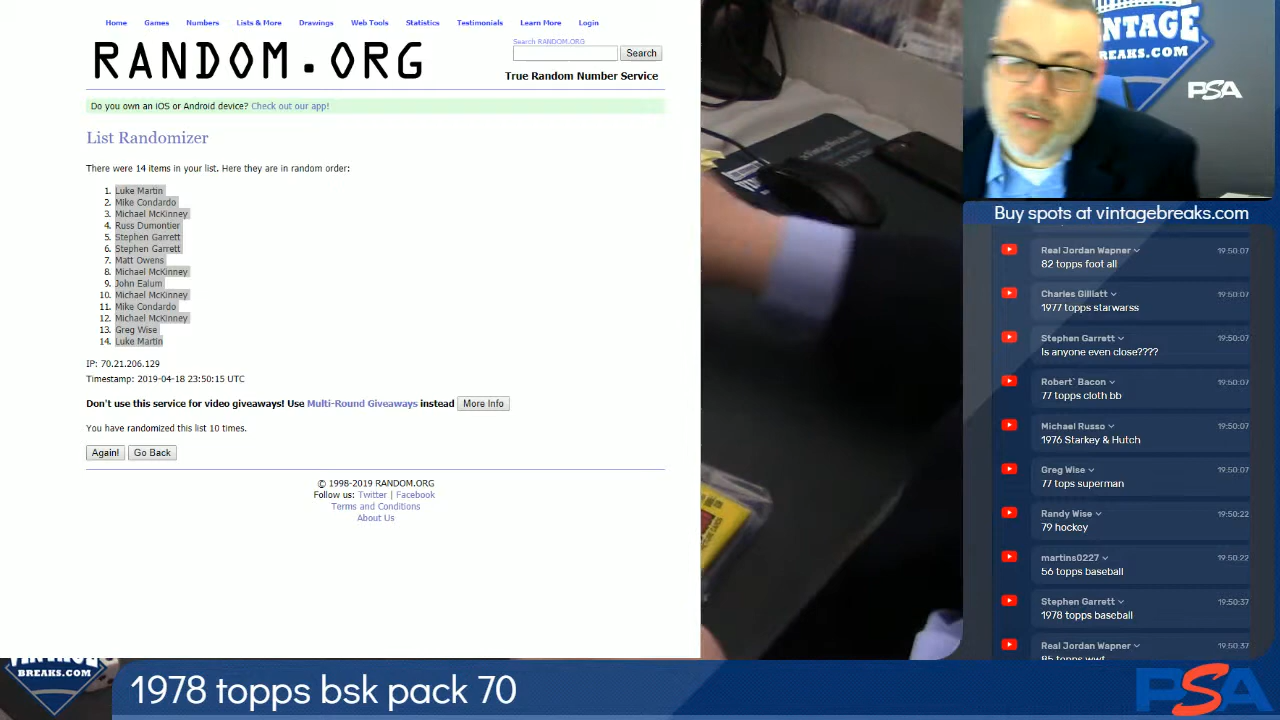 Home Games Numbers Lists & More Drawings Web Tools Statistics Testimonials Learn More Login
RANDOM.ORG
Search RANDOM.ORG
Search
True Random Number Service
Do you own an iOS or Android device? Check out our app!
List Randomizer
There were 14 items in your list. Here they are in random order:
1. Luke Martin
2. Mike Condardo
3. Michael McKinney
4. Russ Dumontier
5. Stephen Garrett
6. Stephen Garrett
7. Matt Owens
8. Michael McKinney
9. John Ealum
10. Michael McKinney
11. Mike Condardo
12. Michael McKinney
13. Greg Wise
14. Luke Martin
IP: 70.21.206.129
Timestamp: 2019-04-18 23:50:15 UTC
Don't use this service for video giveaways! Use Multi-Round Giveaways instead More Info
You have randomized this list 10 times.
Again! Go Back
© 1998-2019 RANDOM.ORG
Follow us: Twitter | Facebook
Terms and Conditions
About Us
VINTAGE
BREAKS.COM
PSA
Buy spots at vintagebreaks.com
Real Jordan Wapner 19:50:07
82 topps foot all
Charles Gilliatt 19:50:07
1977 topps starwarss
Stephen Garrett 19:50:07
Is anyone even close????
Robert` Bacon 19:50:07
77 topps cloth bb
Michael Russo 19:50:07
1976 Starkey & Hutch
Greg Wise 19:50:07
77 tops superman
Randy Wise 19:50:22
79 hockey
martins0227 19:50:22
56 topps baseball
Stephen Garrett 19:50:37
1978 topps baseball
Real Jordan Wapner 19:50:37
85 topps wwf
VINTAGE
BREAKS.COM
1978 topps bsk pack 70
PSA